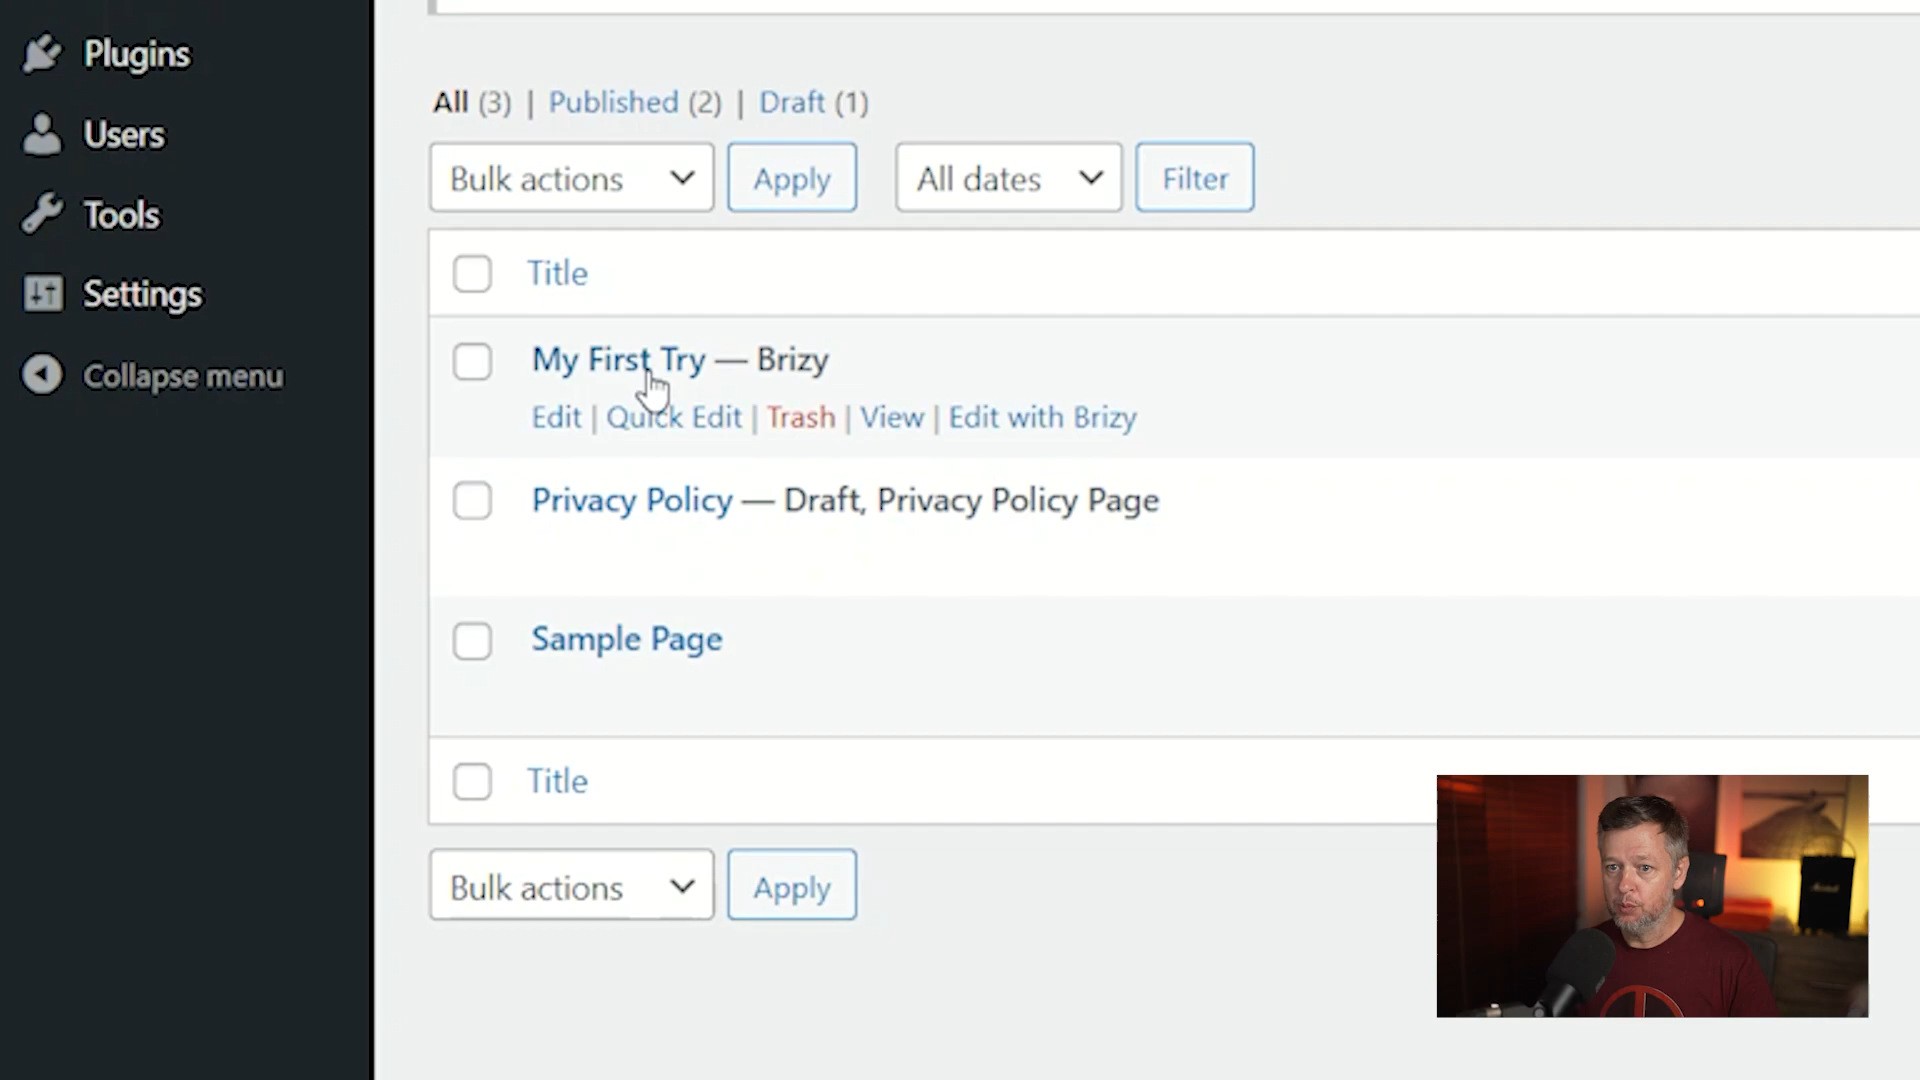 Plugins
Users
Tools
Settings
Collapse menu
All (3) | Published (2) | Draft (1)
Bulk actions Apply All dates Filter
Title
My First Try — Brizy
Edit | Quick Edit | Trash | View | Edit with Brizy
Privacy Policy — Draft, Privacy Policy Page
Sample Page
Title
Bulk actions Apply
Marshall